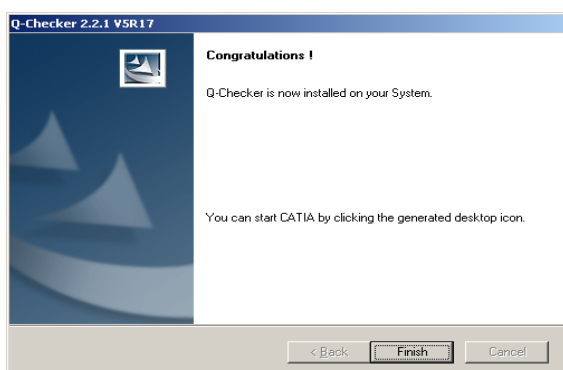 Q-Checker 2.2.1 V5R17
Congratulations !
Q-Checker is now installed on your System.
You can start CATIA by clicking the generated desktop icon.
< Back
Finish
Cancel